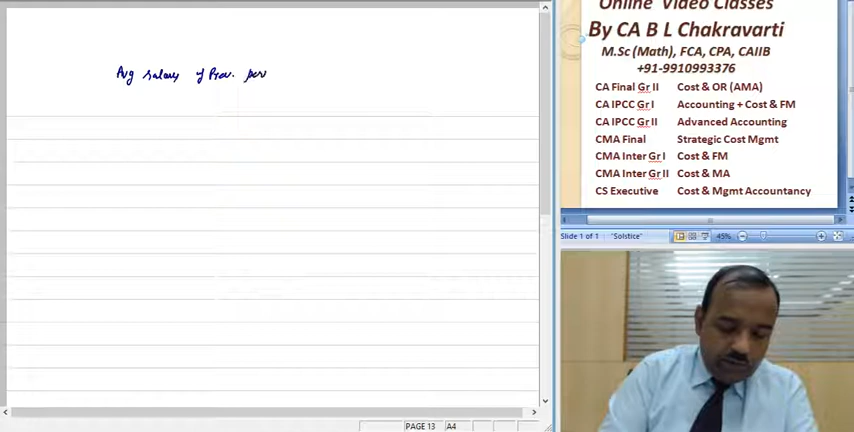 Online Video Classes
By CA B L Chakravarti
M.Sc (Math), FCA, CPA, CAIIB
+91-9910993376
CA Final Gr II Cost & OR (AMA)
CA IPCC Gr I Accounting + Cost & FM
CA IPCC Gr II Advanced Accounting
CMA Final Strategic Cost Mgmt
CMA Inter Gr I Cost & FM
CMA Inter Gr II Cost & MA
CS Executive Cost & Mgmt Accountancy
Avg salary of Prev. per
Slide 1 of 1 "Solstice" 45%
PAGE 13 A4